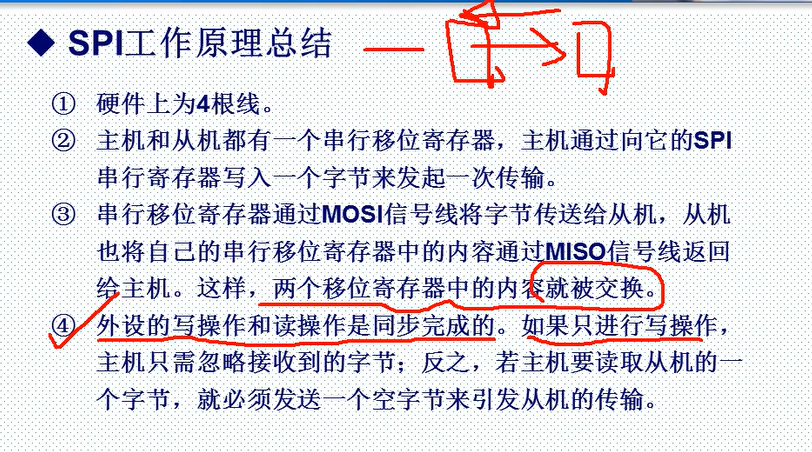 ◆ SPI工作原理总结
① 硬件上为4根线。
② 主机和从机都有一个串行移位寄存器，主机通过向它的SPI
串行寄存器写入一个字节来发起一次传输。
③ 串行移位寄存器通过MOSI信号线将字节传送给从机，从机
也将自己的串行移位寄存器中的内容通过MISO信号线返回
给主机。这样，两个移位寄存器中的内容就被交换。
④ 外设的写操作和读操作是同步完成的。如果只进行写操作，
主机只需忽略接收到的字节；反之，若主机要读取从机的一
个字节，就必须发送一个空字节来引发从机的传输。